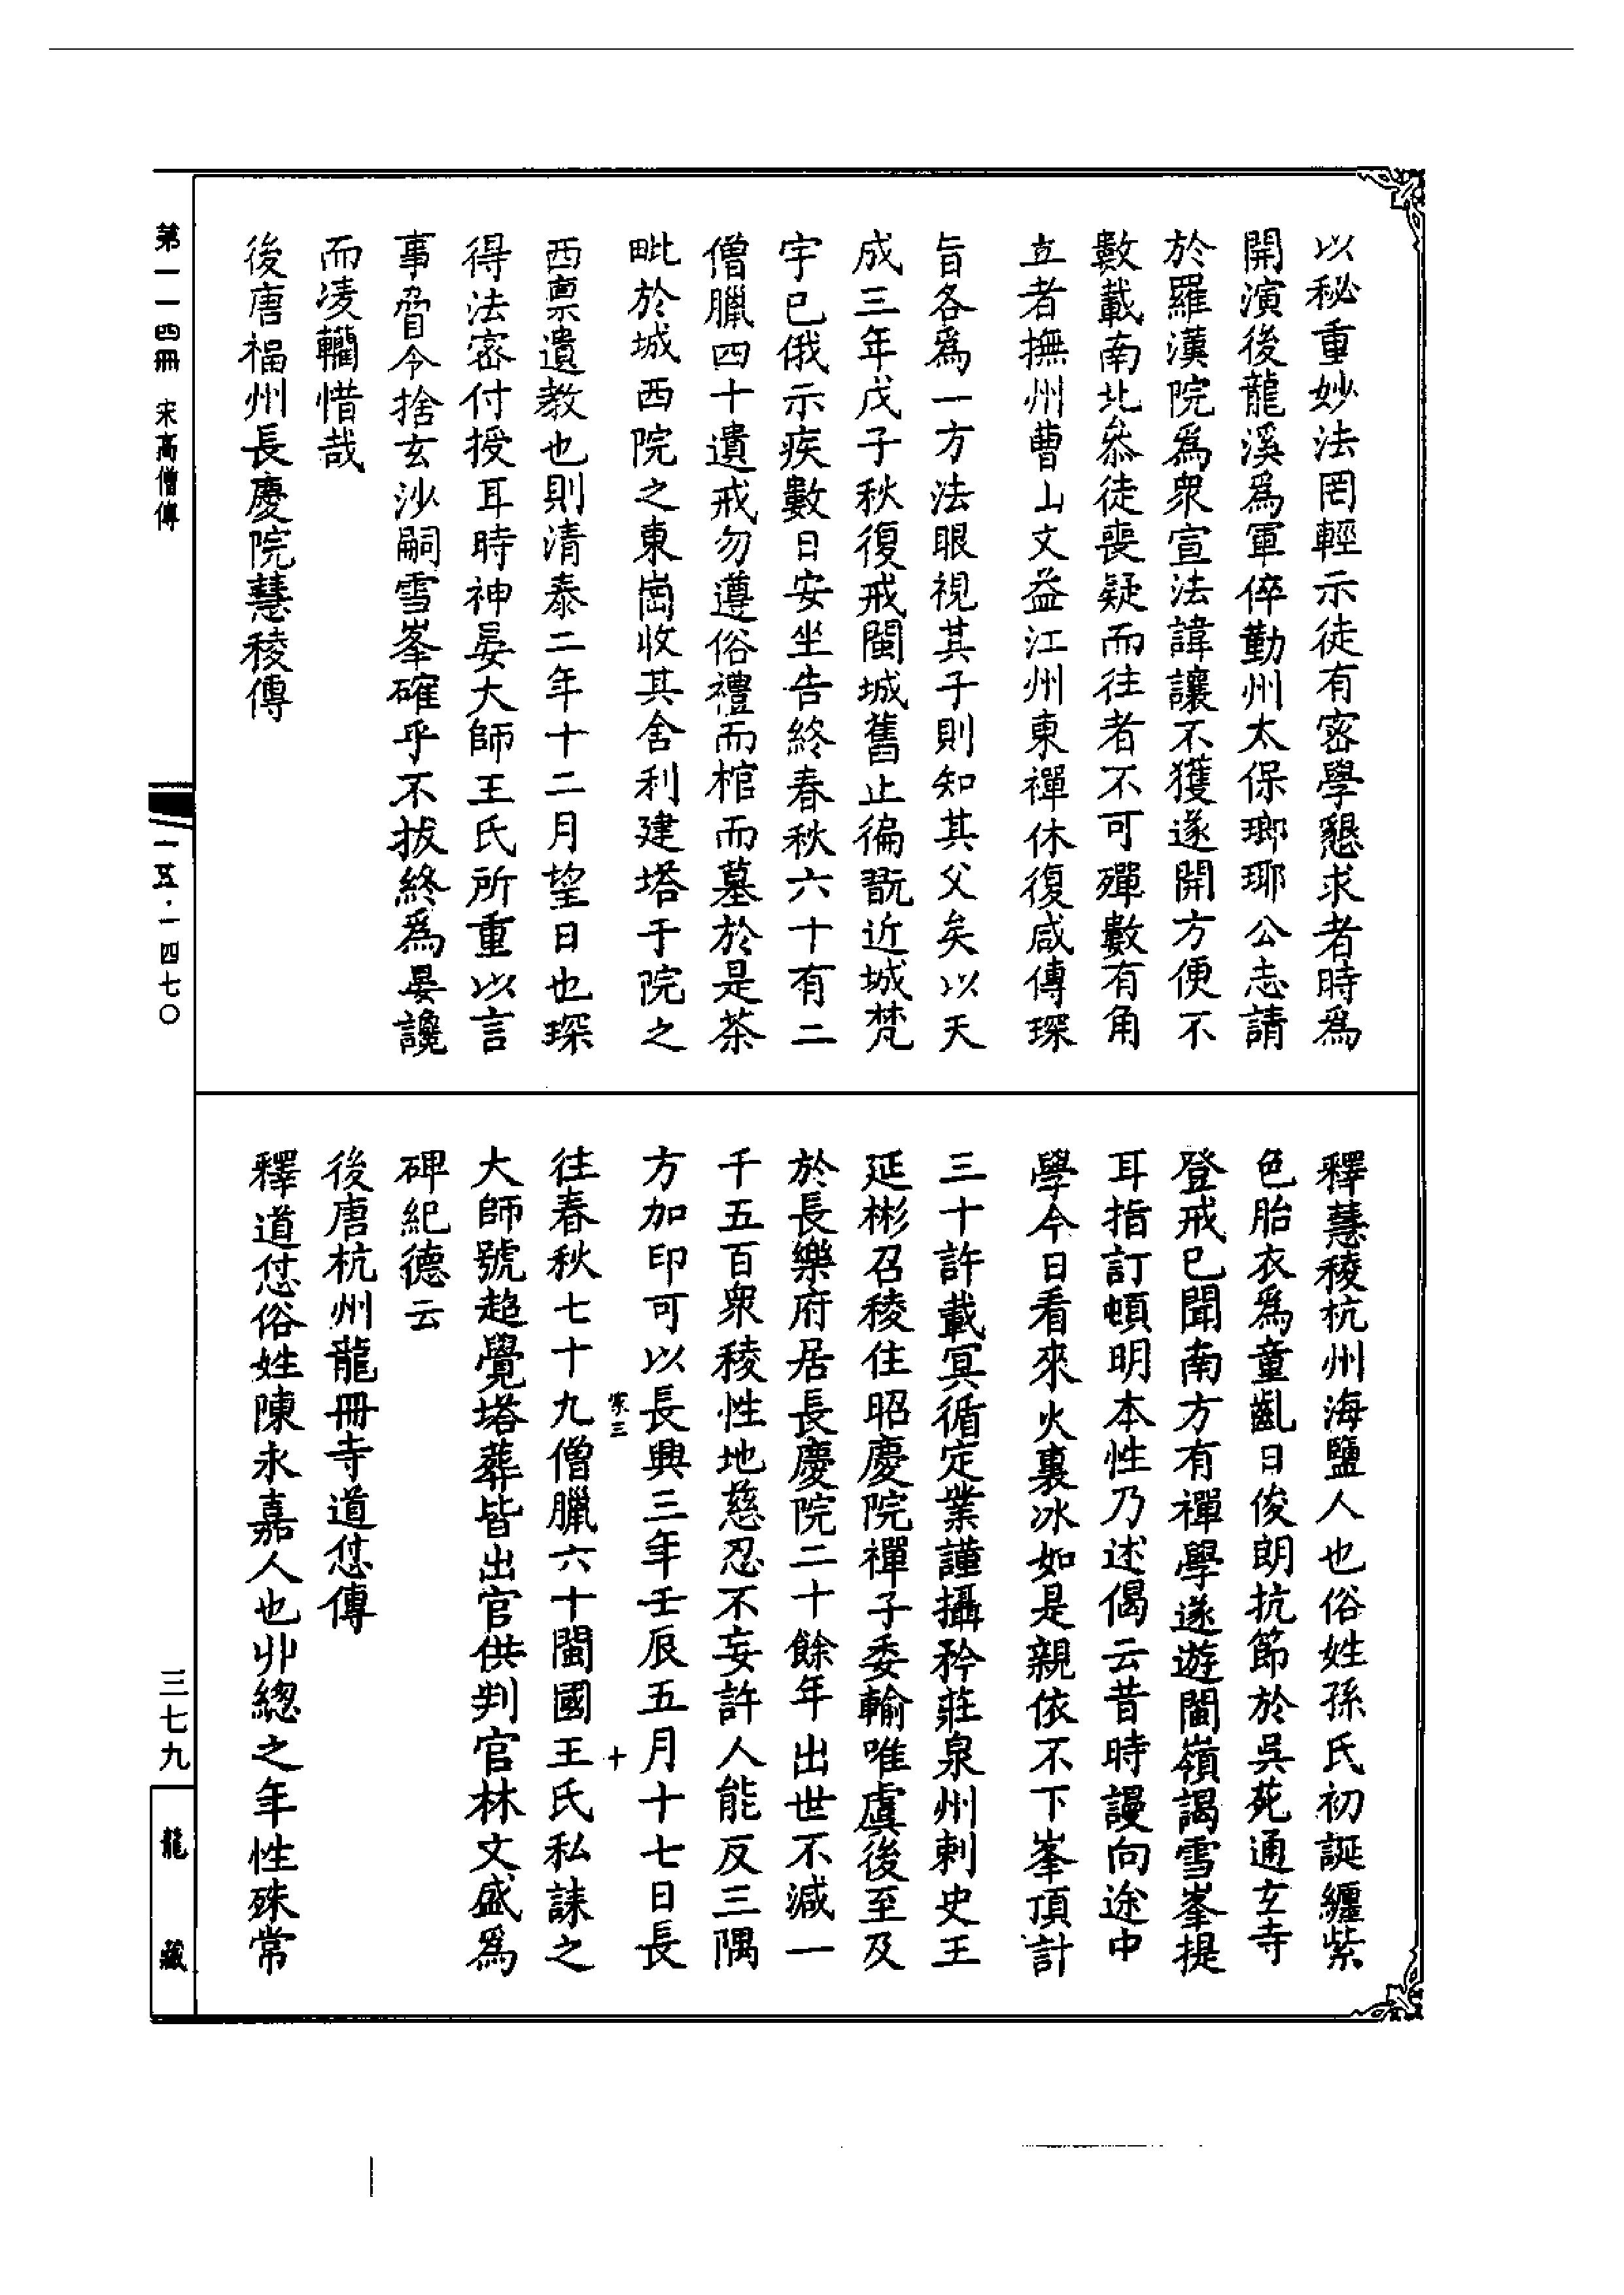 以秘重妙法罔輕示徒有密學懇求者時爲
開演後龍溪爲軍倅勤州太保瑯琊公志請
於羅漢院爲衆宣法諱讓不獲遂開方便不
數載南北叅徒喪疑而往者不可殫數有角
立者撫州曹山文益江州東禪休復咸傳琛
旨各爲一方法眼視其子則知其父矣以天
成三年戊子秋復戒閩城舊止徧翫近城梵
宇已俄示疾數日安坐告終春秋六十有二
僧臘四十遺戒勿遵俗禮而棺而墓於是茶
毗於城西院之東崗收其舍利建塔于院之
西禀遺教也則清泰二年十二月望日也琛
得法密付授耳時神晏大師王氏所重以言
事脅令捨玄沙嗣雪峯確乎不拔終爲晏讒
而凌轥惜哉
後唐福州長慶院慧稜傳
釋慧稜杭州海鹽人也俗姓孫氏初誕纏紫
色胎衣爲童齓日俊朗抗節於吳苑通玄寺
登戒已聞南方有禪學遂遊閩嶺謁雪峯提
耳指訂頓明本性乃述偈云昔時謾向途中
學今日看來火裏冰如是親依不下峯頂計
三十許載冥循定業謹攝矜莊泉州刺史王
延彬召稜住昭慶院禪子委輸唯虞後至及
於長樂府居長慶院二十餘年出世不減一
千五百衆稜性地慈忍不妄許人能反三隅
方加印可以長興三年壬辰五月十七日長
往春秋七十九僧臘六十閩國王氏私誄之
大師號超覺塔葬皆出官供判官林文盛爲
碑紀德云
後唐杭州龍冊寺道怤傳
釋道怤俗姓陳永嘉人也丱總之年性殊常
第一一四冊 宋高僧傳
一五·一四七〇
三七九
龍藏
十